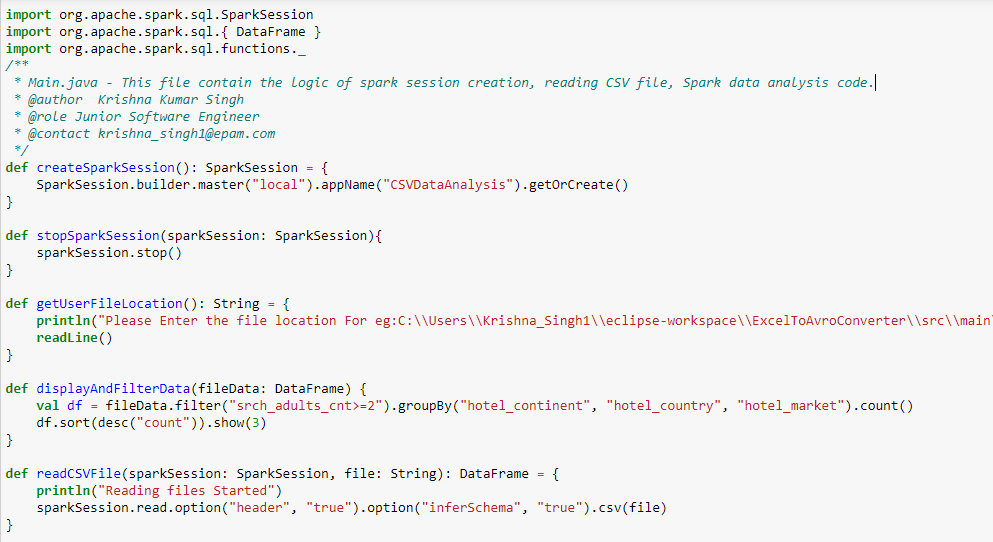 import org.apache.spark.sql.SparkSession
import org.apache.spark.sql.{ DataFrame }
import org.apache.spark.sql.functions._
/**
 * Main.java - This file contain the logic of spark session creation, reading CSV file, Spark data analysis code.
 * @author  Krishna Kumar Singh
 * @role Junior Software Engineer
 * @contact krishna_singh1@epam.com
 */
def createSparkSession(): SparkSession = {
    SparkSession.builder.master("local").appName("CSVDataAnalysis").getOrCreate()
}

def stopSparkSession(sparkSession: SparkSession){
    sparkSession.stop()
}

def getUserFileLocation(): String = {
    println("Please Enter the file location For eg:C:\\Users\\Krishna_Singh1\\eclipse-workspace\\ExcelToAvroConverter\\src\\main\
    readLine()
}

def displayAndFilterData(fileData: DataFrame) {
    val df = fileData.filter("srch_adults_cnt>=2").groupBy("hotel_continent", "hotel_country", "hotel_market").count()
    df.sort(desc("count")).show(3)
}

def readCSVFile(sparkSession: SparkSession, file: String): DataFrame = {
    println("Reading files Started")
    sparkSession.read.option("header", "true").option("inferSchema", "true").csv(file)
}